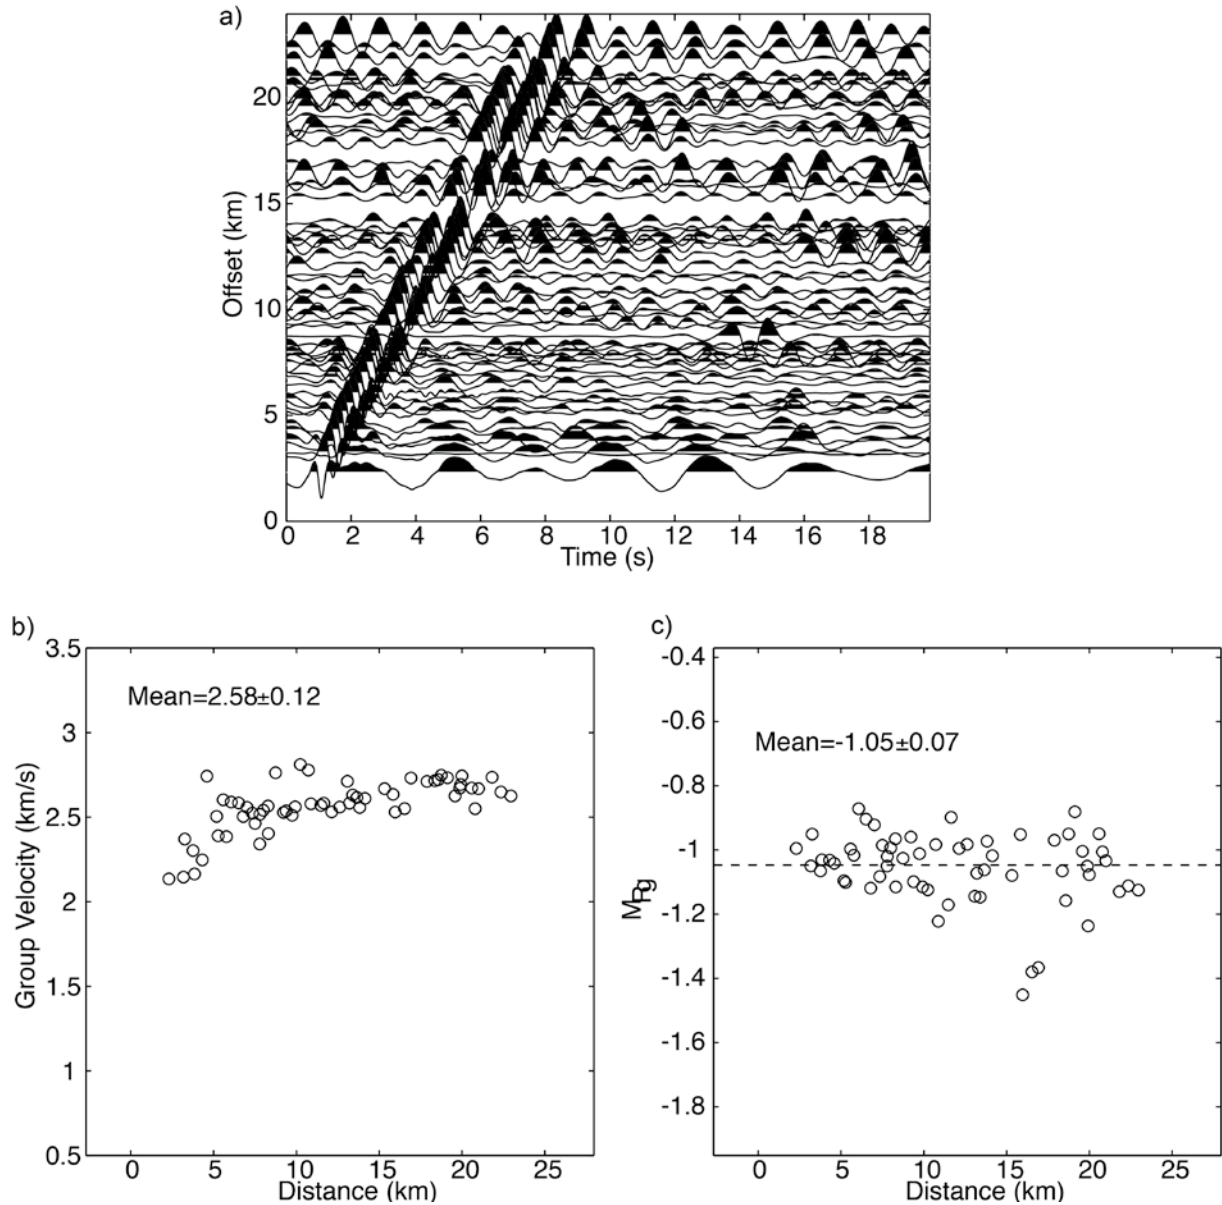 a)
20
15
10
5
0
Offset (km)
0 2 4 6 8 10 12 14 16 18
Time (s)
b)
3.5
3
2.5
2
1.5
1
0.5
Group Velocity (km/s)
Mean=2.58±0.12
0 5 10 15 20 25
Distance (km)
c)
-0.4
-0.6
-0.8
-1
-1.2
-1.4
-1.6
-1.8
MRg
Mean=-1.05±0.07
0 5 10 15 20 25
Distance (km)